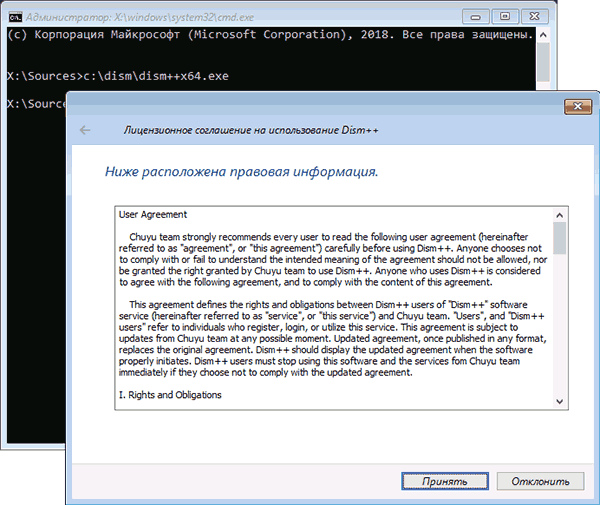 Администратор: X:\windows\system32\cmd.exe
(c) Корпорация Майкрософт (Microsoft Corporation), 2018. Все права защищены.
X:\Sources>c:\dism\dism++x64.exe
X:\Source
Лицензионное соглашение на использование Dism++
Ниже расположена правовая информация.
User Agreement
Chuyu team strongly recommends every user to read the following user agreement (hereinafter
referred to as "agreement", or "this agreement") carefully before using Dism++. Anyone chooses not
to comply with or fail to understand the intended meaning of the agreement should not be allowed, nor
be granted the right granted by Chuyu team to use Dism++. Anyone who uses Dism++ is considered
to agree with the following agreement, and to comply with the content of this agreement.
This agreement defines the rights and obligations between Dism++ users of "Dism++" software
service (hereinafter referred to as "service", or "this service") and Chuyu team. "Users", and "Dism++
users" refer to individuals who register, login, or utilize this service. This agreement is subject to
updates from Chuyu team at any possible moment. Updated agreement, once published in any format,
replaces the original agreement. Dism++ should display the updated agreement when the software
properly initiates. Dism++ users must stop using this software and the services fom Chuyu team
immediately if they choose not to comply with the updated agreement.
I. Rights and Obligations
Принять
Отклонить